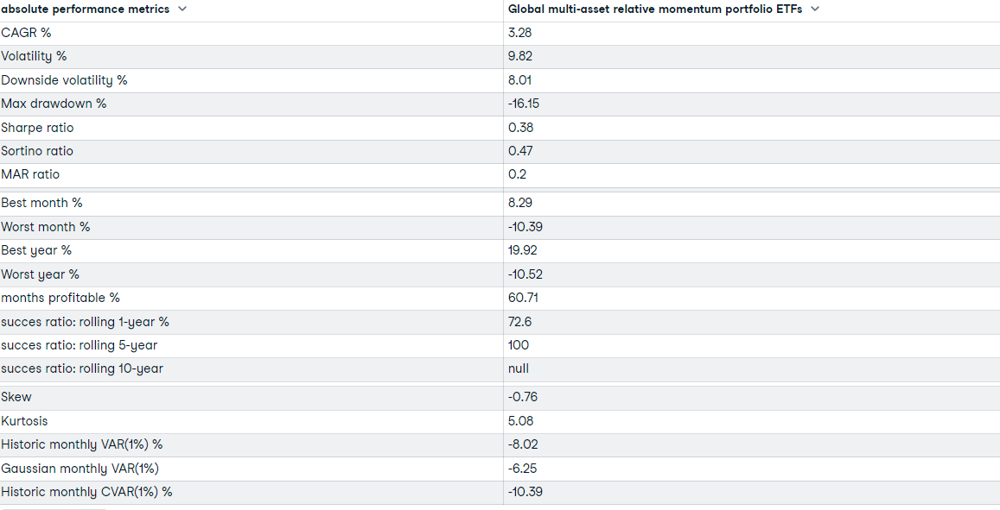 absolute performance metrics Global multi-asset relative momentum portfolio ETFs
CAGR % 3.28
Volatility % 9.82
Downside volatility % 8.01
Max drawdown % -16.15
Sharpe ratio 0.38
Sortino ratio 0.47
MAR ratio 0.2
Best month % 8.29
Worst month % -10.39
Best year % 19.92
Worst year % -10.52
months profitable % 60.71
succes ratio: rolling 1-year % 72.6
succes ratio: rolling 5-year 100
succes ratio: rolling 10-year null
Skew -0.76
Kurtosis 5.08
Historic monthly VAR(1%) % -8.02
Gaussian monthly VAR(1%) -6.25
Historic monthly CVAR(1%) % -10.39